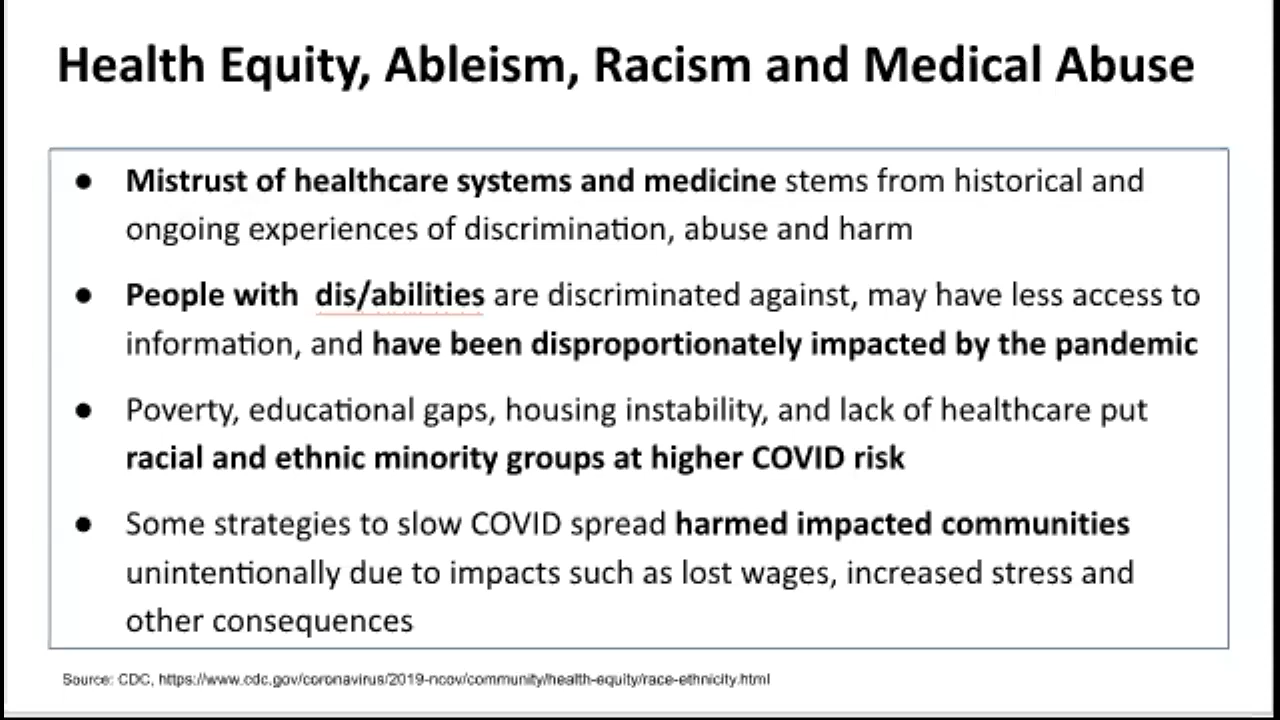 Health Equity, Ableism, Racism and Medical Abuse
● Mistrust of healthcare systems and medicine stems from historical and
ongoing experiences of discrimination, abuse and harm
● People with dis/abilities are discriminated against, may have less access to
information, and have been disproportionately impacted by the pandemic
● Poverty, educational gaps, housing instability, and lack of healthcare put
racial and ethnic minority groups at higher COVID risk
● Some strategies to slow COVID spread harmed impacted communities
unintentionally due to impacts such as lost wages, increased stress and
other consequences
Source: CDC, https://www.cdc.gov/coronavirus/2019-ncov/community/health-equity/race-ethnicity.html